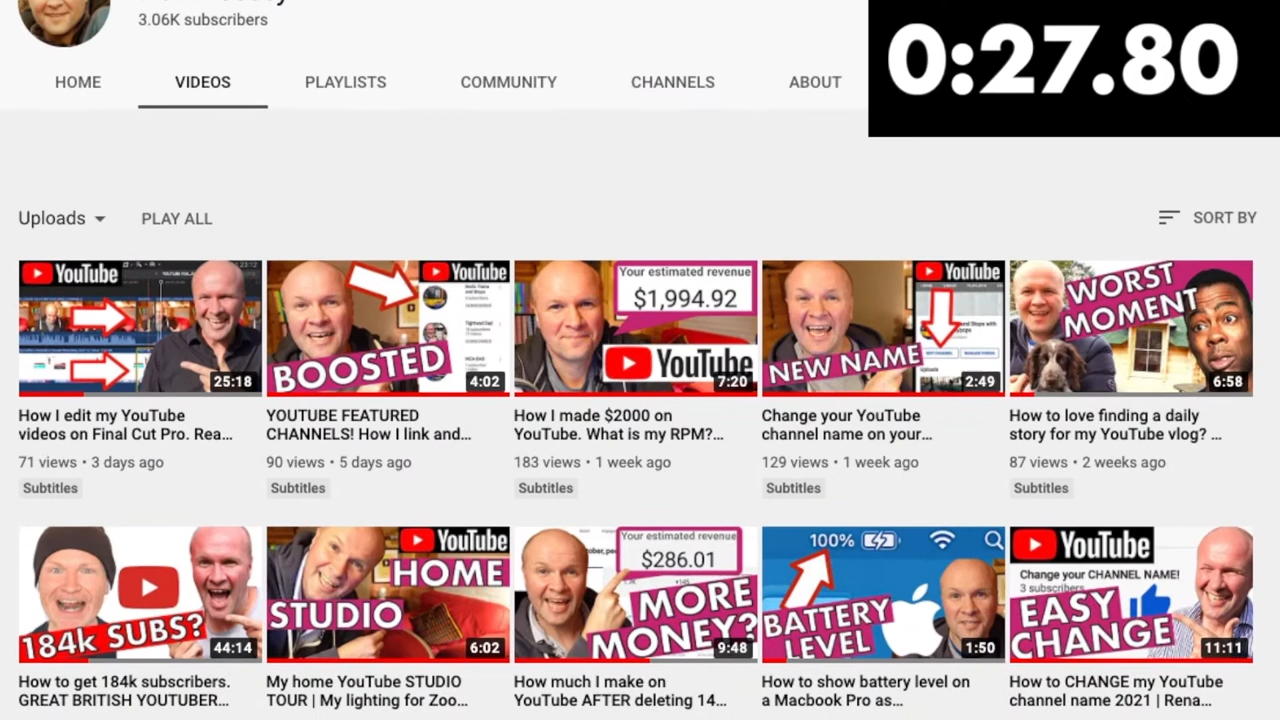 3.06K subscribers
0:27.80
HOME VIDEOS PLAYLISTS COMMUNITY CHANNELS ABOUT
Uploads PLAY ALL SORT BY
YouTube
25:18
YouTube
BOOSTED
4:02
Your estimated revenue
$1,994.92
YouTube
7:20
YouTube
NEW NAME
2:49
WORST
MOMENT
6:58
How I edit my YouTube
videos on Final Cut Pro. Rea...
71 views • 3 days ago
Subtitles
YOUTUBE FEATURED
CHANNELS! How I link and...
90 views • 5 days ago
Subtitles
How I made $2000 on
YouTube. What is my RPM?...
183 views • 1 week ago
Subtitles
Change your YouTube
channel name on your...
129 views • 1 week ago
Subtitles
How to love finding a daily
story for my YouTube vlog? ...
87 views • 2 weeks ago
Subtitles
184k SUBS?
44:14
YouTube
HOME
STUDIO
6:02
Your estimated revenue
$286.01
MORE
MONEY?
9:48
100%
BATTERY
LEVEL
1:50
YouTube
Change your CHANNEL NAME!
3 subscribers
EASY
CHANGE
11:11
How to get 184k subscribers.
GREAT BRITISH YOUTUBER...
My home YouTube STUDIO
TOUR | My lighting for Zoo...
How much I make on
YouTube AFTER deleting 14...
How to show battery level on
a Macbook Pro as...
How to CHANGE my YouTube
channel name 2021 | Rena...